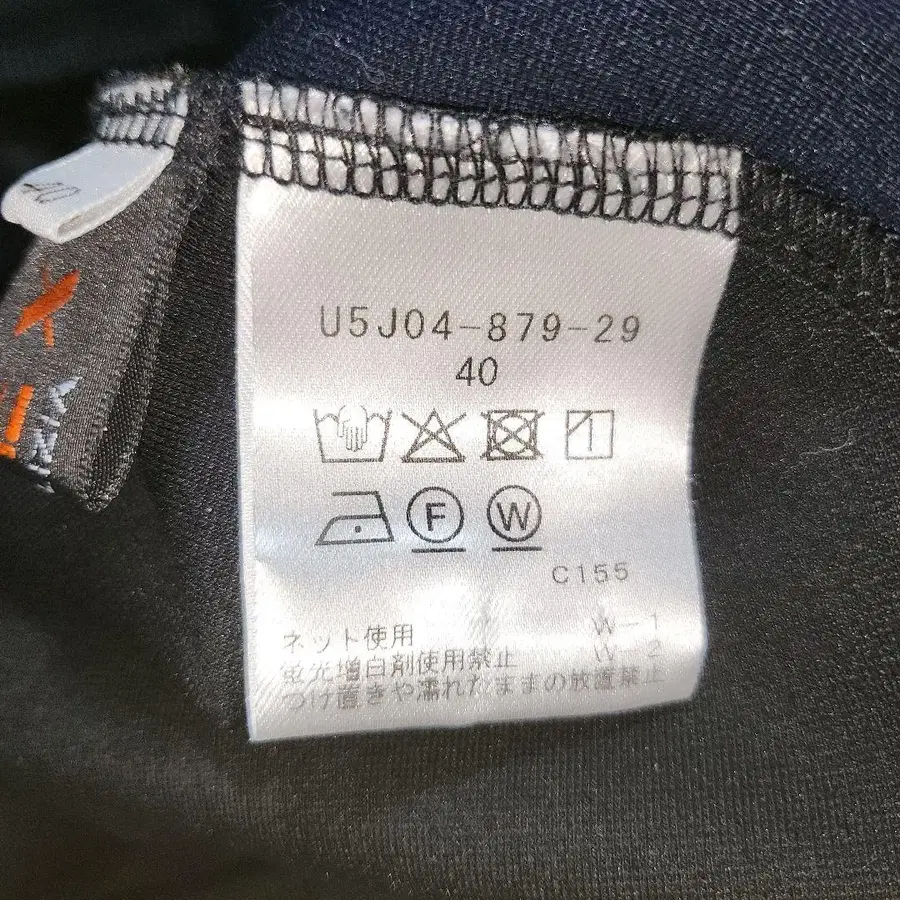 40
U5J04-879-29
40
F W
C155
ネット使用 W-1
蛍光増白剤使用禁止 W-2
つけ置きや濡れたままの放置禁止